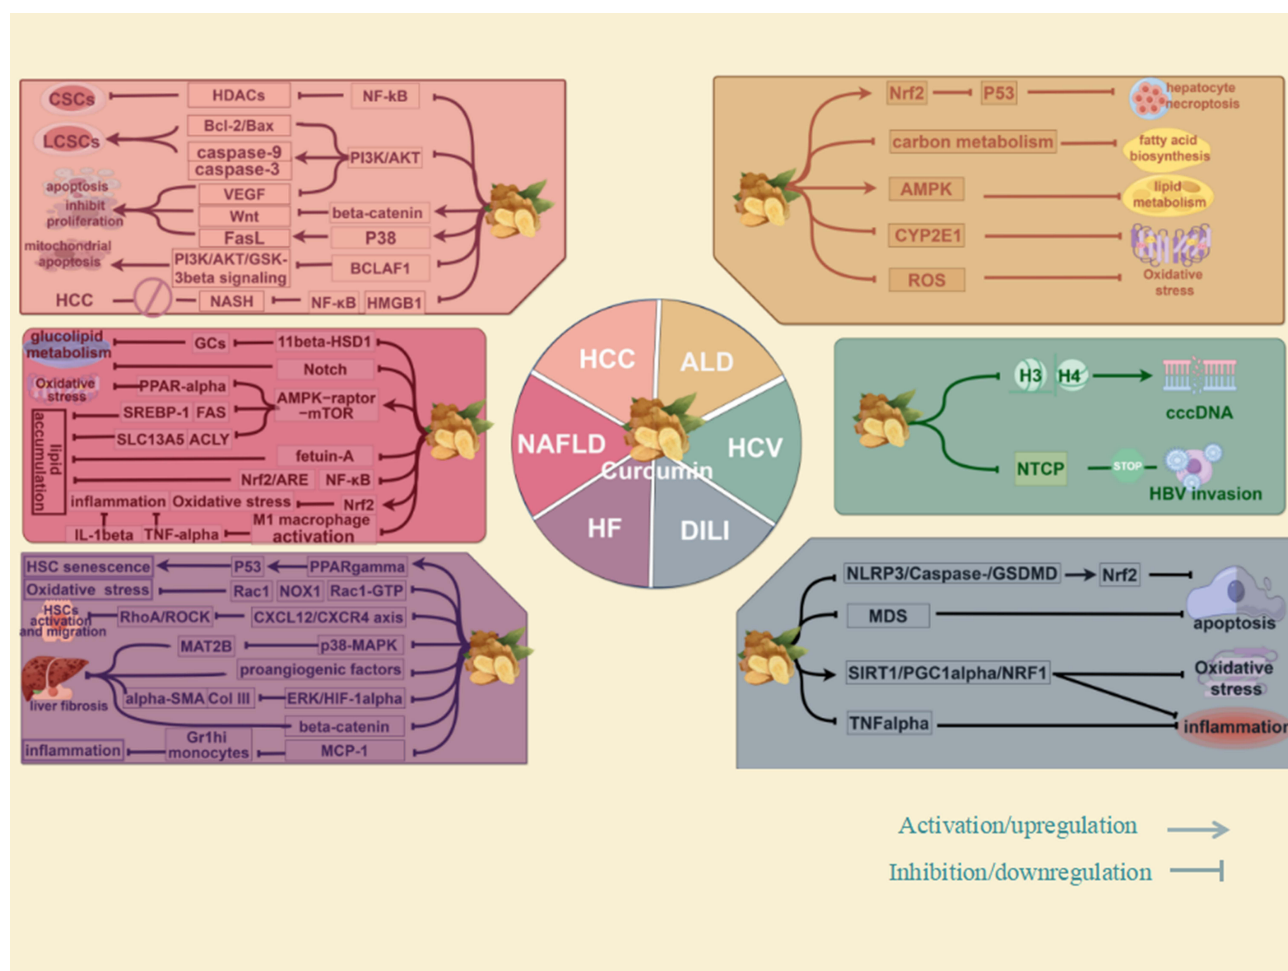 CSCs HDACs NF-kB
LCSCs Bcl-2/Bax
caspase-9
caspase-3
PI3K/AKT
apoptosis
inhibit
proliferation
VEGF
Wnt beta-catenin
FasL P38
mitochondrial
apoptosis
PI3K/AKT/GSK-
3beta signaling
BCLAF1
HCC NASH NF-κB HMGB1
Nrf2 P53 hepatocyte
necroptosis
carbon metabolism fatty acid
biosynthesis
AMPK lipid
metabolism
CYP2E1
ROS Oxidative
stress
glucolipid
metabolism
GCs 11beta-HSD1
Notch
Oxidative
stress
PPAR-alpha
AMPK-raptor
-mTOR
SREBP-1 FAS
SLC13A5 ACLY
lipid
accumulation
fetuin-A
Nrf2/ARE NF-κB
inflammation Oxidative stress Nrf2
IL-1beta TNF-alpha M1 macrophage
activation
HCC ALD
NAFLD HCV
Curcumin
HF DILI
H3 H4 cccDNA
NTCP STOP HBV invasion
HSC senescence P53 PPARgamma
Oxidative stress Rac1 NOX1 Rac1-GTP
HSCs
activation
and migration
RhoA/ROCK CXCL12/CXCR4 axis
MAT2B p38-MAPK
proangiogenic factors
liver fibrosis alpha-SMA Col III ERK/HIF-1alpha
beta-catenin
inflammation Gr1hi
monocytes
MCP-1
NLRP3/Caspase-/GSDMD Nrf2
MDS apoptosis
SIRT1/PGC1alpha/NRF1 Oxidative
stress
TNFalpha inflammation
Activation/upregulation
Inhibition/downregulation